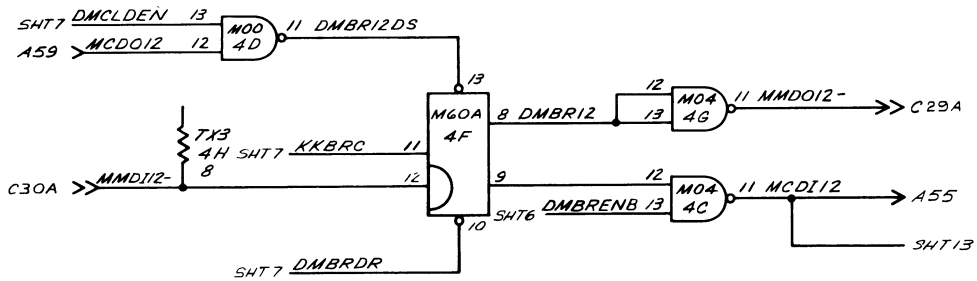 SHT7 DMCLDEN 13
M00
4D
11 DMBR12DS
A59 MCDO12 12
13
M60A
4F
8 DMBR12
12
13
M04
4G
11 MMDO12-
C29A
TX3
4H
8
SHT7 KKBRC 11
C30A MMDI12- 12
9
12
M04
4C
11 MCDI12
A55
SHT6 DMBRENB 13
10
SHT13
SHT7 DMBRDR